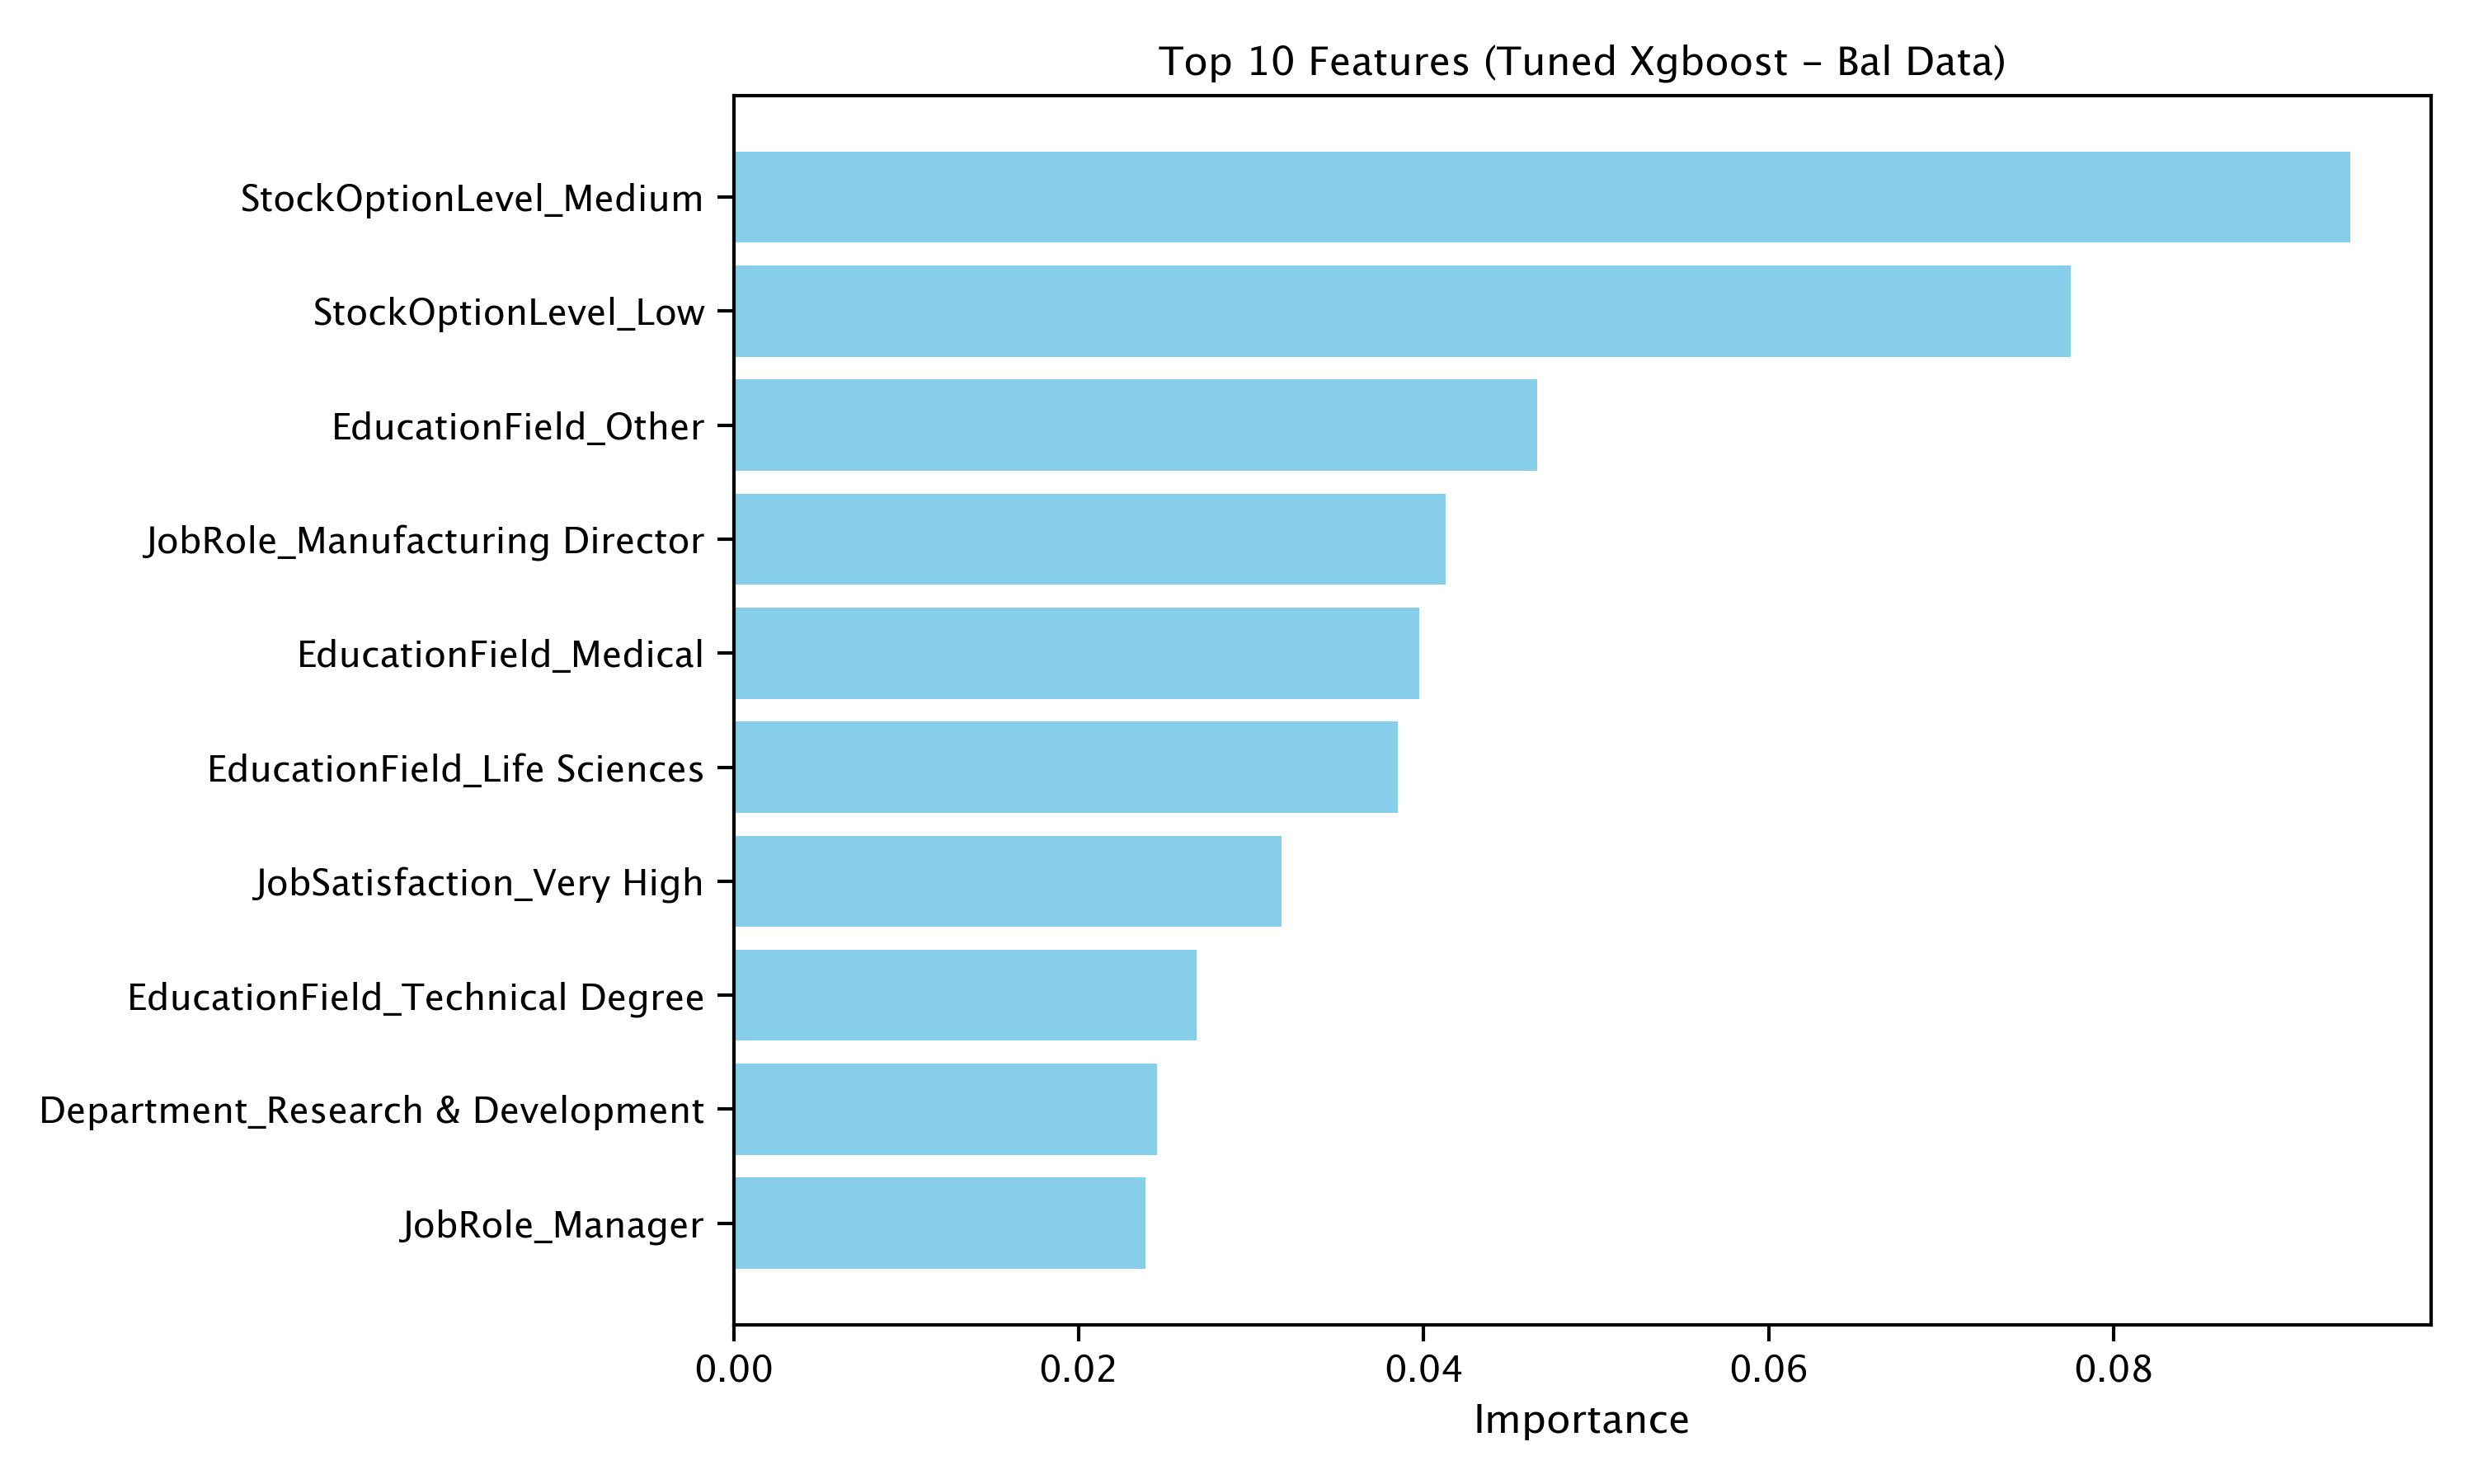 Top 10 Features (Tuned Xgboost – Bal Data)
StockOptionLevel_Medium
StockOptionLevel_Low
EducationField_Other
JobRole_Manufacturing Director
EducationField_Medical
EducationField_Life Sciences
JobSatisfaction_Very High
EducationField_Technical Degree
Department_Research & Development
JobRole_Manager
0.00 0.02 0.04 0.06 0.08
Importance